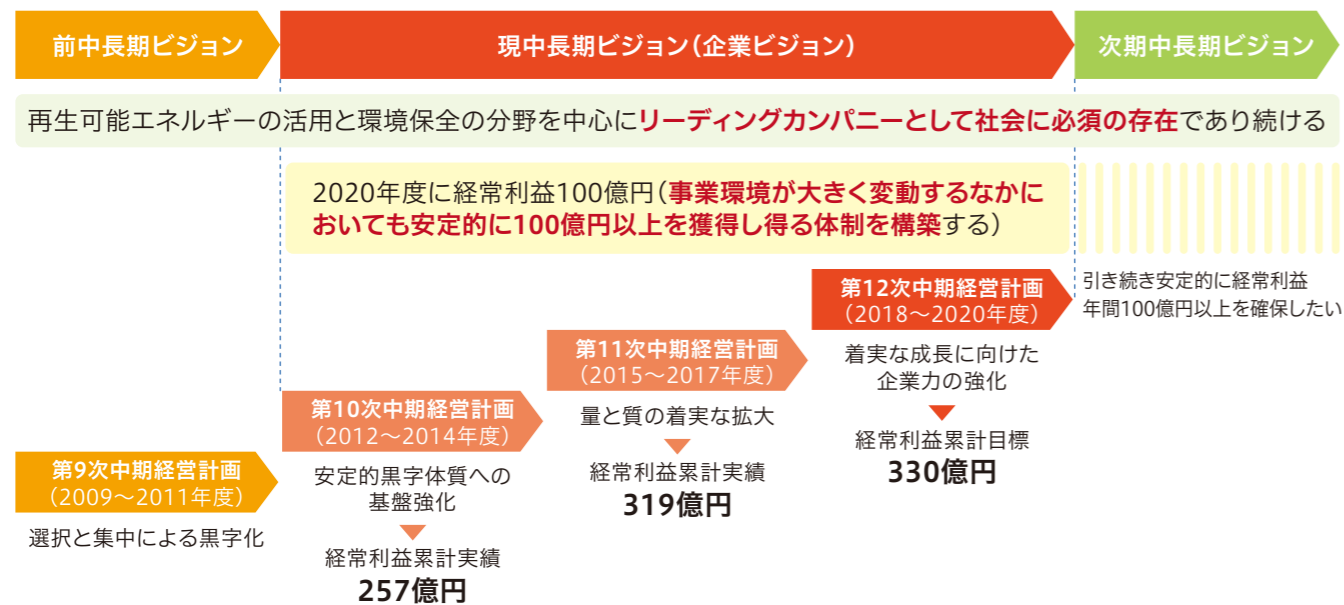 前中長期ビジョン
現中長期ビジョン（企業ビジョン）
次期中長期ビジョン
再生可能エネルギーの活用と環境保全の分野を中心にリーディングカンパニーとして社会に必須の存在であり続ける
2020年度に経常利益100億円（事業環境が大きく変動するなかに
おいても安定的に100億円以上を獲得し得る体制を構築する）
第9次中期経営計画
（2009～2011年度）
選択と集中による黒字化
第10次中期経営計画
（2012～2014年度）
安定的黒字体質への
基盤強化
経常利益累計実績
257億円
第11次中期経営計画
（2015～2017年度）
量と質の着実な拡大
経常利益累計実績
319億円
第12次中期経営計画
（2018～2020年度）
着実な成長に向けた
企業力の強化
経常利益累計目標
330億円
引き続き安定的に経常利益
年間100億円以上を確保したい